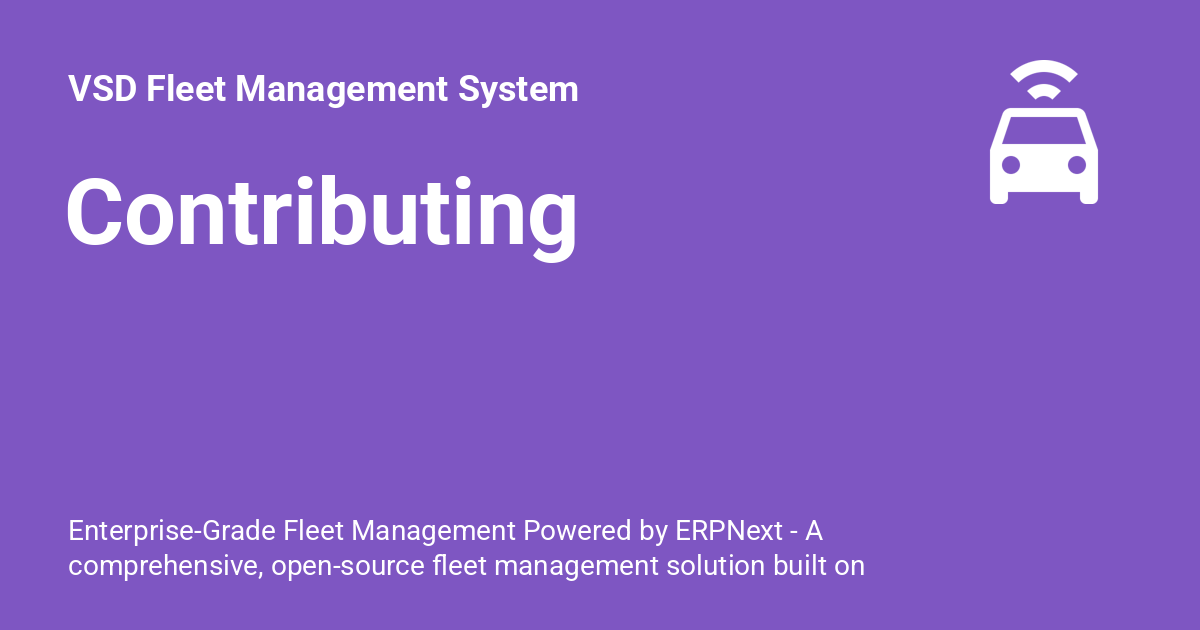 VSD Fleet Management System
Contributing
Enterprise-Grade Fleet Management Powered by ERPNext - A
comprehensive, open-source fleet management solution built on